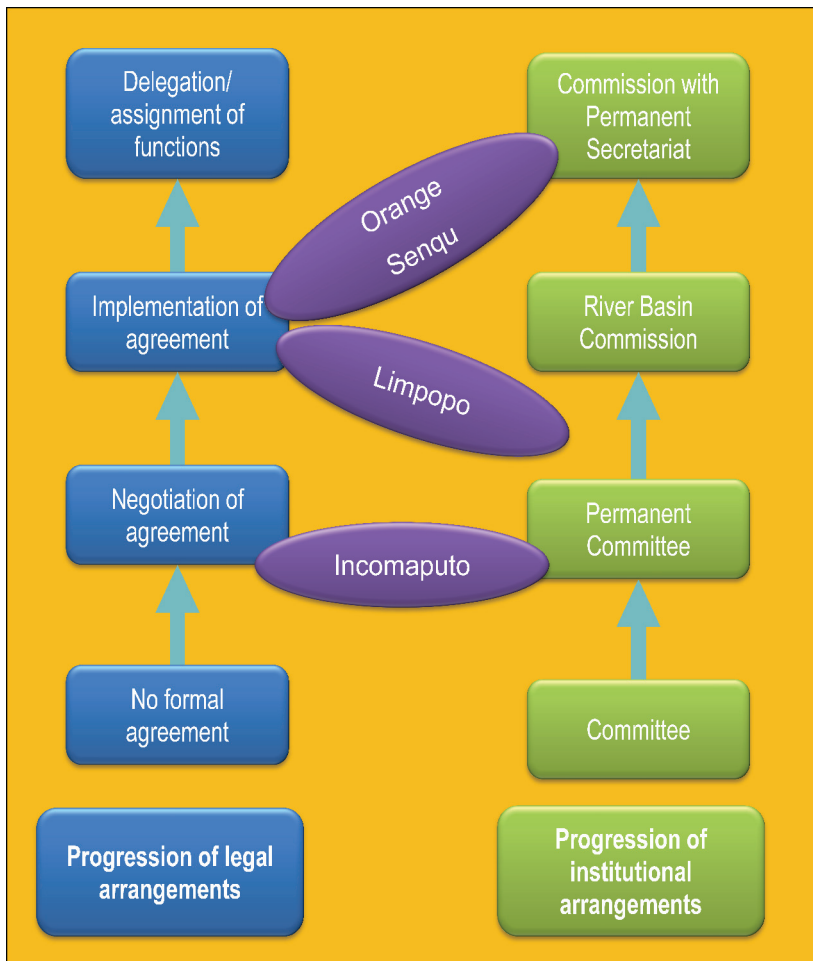 Delegation/
assignment of
functions
Commission with
Permanent
Secretariat
Orange
Senqu
Implementation of
agreement
River Basin
Commission
Limpopo
Negotiation of
agreement
Permanent
Committee
Incomaputo
No formal
agreement
Committee
Progression of legal
arrangements
Progression of
institutional
arrangements